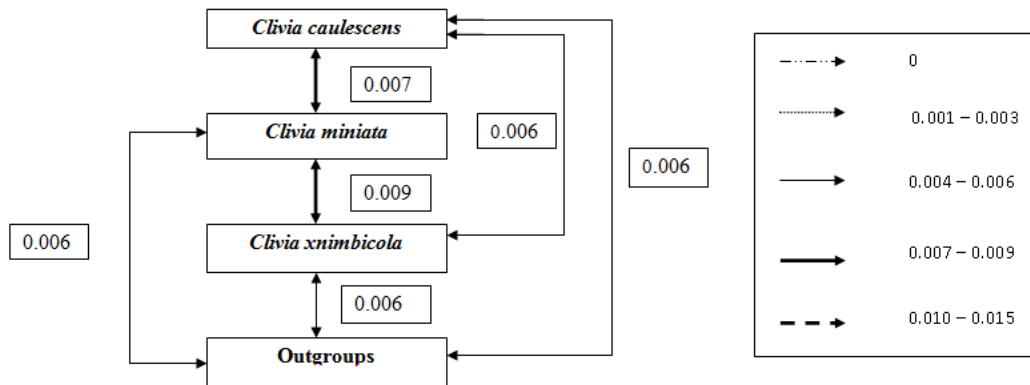 Clivia caulescens
0.007
Clivia miniata
0.006
0.006
0.009
Clivia xnimbicola
0.006
0.006
Outgroups
0
0.001 – 0.003
0.004 – 0.006
0.007 – 0.009
0.010 – 0.015